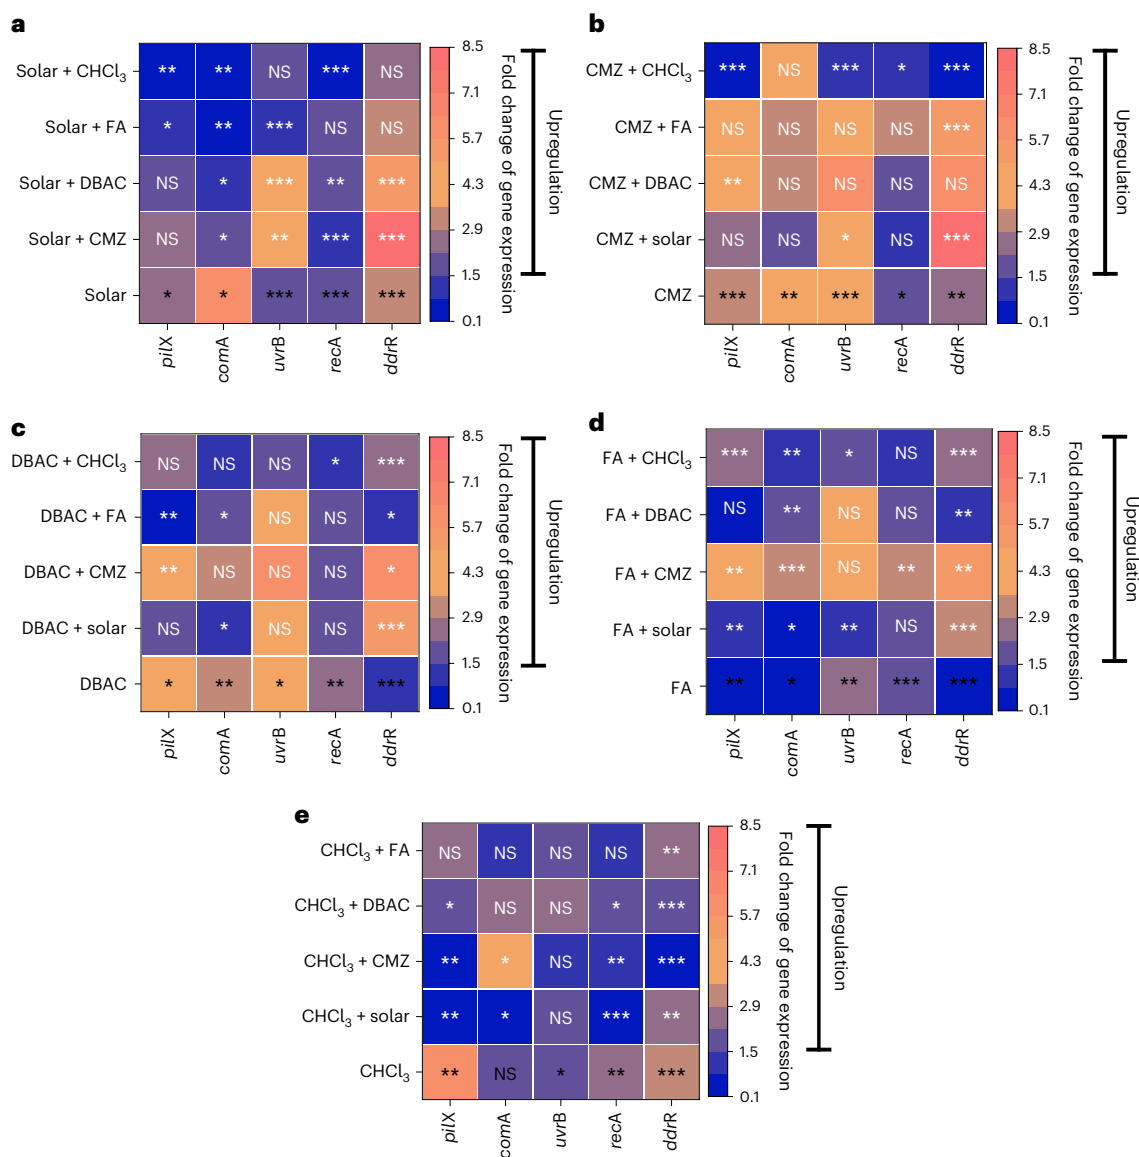 a
Solar + CHCl3 ** ** NS *** NS
Solar + FA * ** *** NS NS
Solar + DBAC NS * *** ** ***
Solar + CMZ NS * ** *** ***
Solar * * *** *** ***
pilX comA uvrB recA ddrR
8.5
7.1
5.7
4.3
2.9
1.5
0.1
Fold change of gene expression
Upregulation
b
CMZ + CHCl3 *** NS *** * ***
CMZ + FA NS NS NS NS ***
CMZ + DBAC ** NS NS NS NS
CMZ + solar NS NS * NS ***
CMZ *** ** *** * **
pilX comA uvrB recA ddrR
8.5
7.1
5.7
4.3
2.9
1.5
0.1
Fold change of gene expression
Upregulation
c
DBAC + CHCl3 NS NS NS * ***
DBAC + FA ** * NS NS *
DBAC + CMZ ** NS NS NS *
DBAC + solar NS * NS NS ***
DBAC * ** * ** ***
pilX comA uvrB recA ddrR
8.5
7.1
5.7
4.3
2.9
1.5
0.1
Fold change of gene expression
Upregulation
d
FA + CHCl3 *** ** * NS ***
FA + DBAC NS ** NS NS **
FA + CMZ ** *** NS ** **
FA + solar ** * ** NS ***
FA ** * ** *** ***
pilX comA uvrB recA ddrR
8.5
7.1
5.7
4.3
2.9
1.5
0.1
Fold change of gene expression
Upregulation
e
CHCl3 + FA NS NS NS NS **
CHCl3 + DBAC * NS NS * ***
CHCl3 + CMZ ** * NS ** ***
CHCl3 + solar ** * NS *** **
CHCl3 ** NS * ** ***
pilX comA uvrB recA ddrR
8.5
7.1
5.7
4.3
2.9
1.5
0.1
Fold change of gene expression
Upregulation